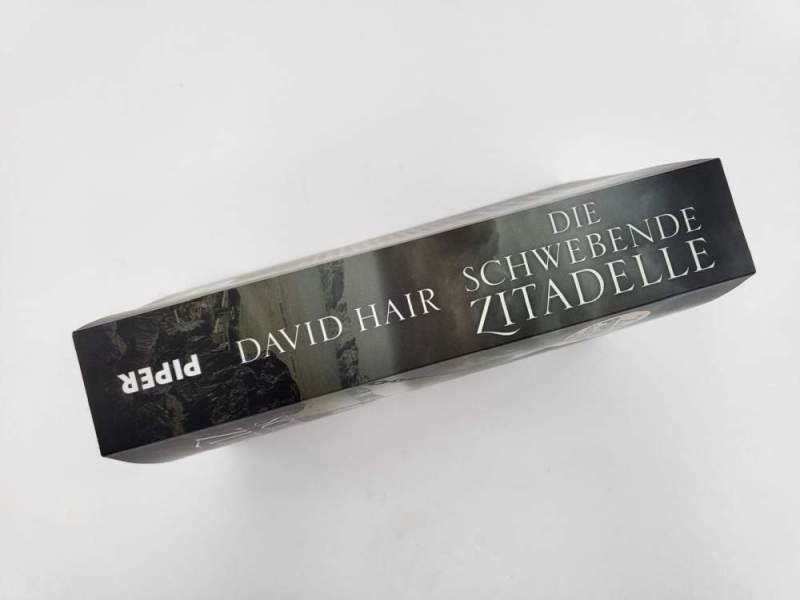 DIE
SCHWEBENDE
ZITADELLE
DAVID HAIR
PIPER